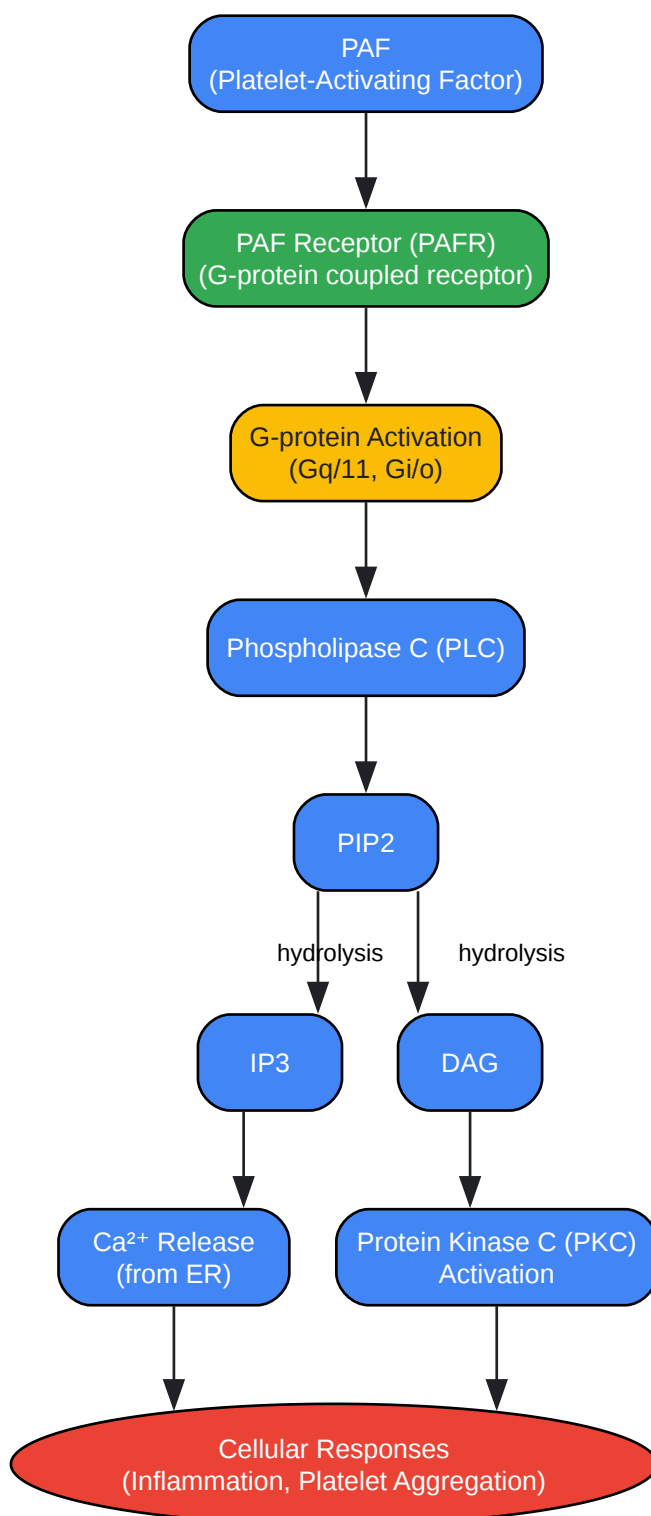 PAF
(Platelet-Activating Factor)
PAF Receptor (PAFR)
(G-protein coupled receptor)
G-protein Activation
(Gq/11, Gi/o)
Phospholipase C (PLC)
PIP2
hydrolysis
hydrolysis
IP3
DAG
Ca²⁺ Release
(from ER)
Protein Kinase C (PKC)
Activation
Cellular Responses
(Inflammation, Platelet Aggregation)